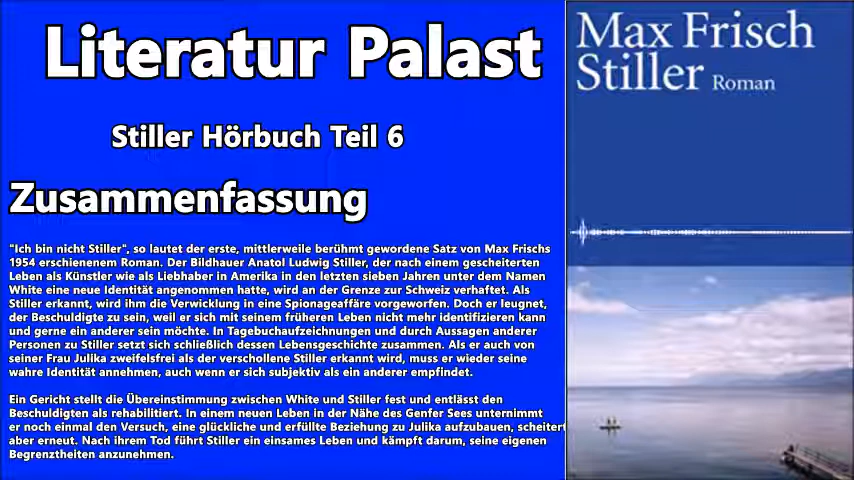 Literatur Palast
Stiller Hörbuch Teil 6
Zusammenfassung
"Ich bin nicht Stiller", so lautet der erste, mittlerweile berühmt gewordene Satz von Max Frischs
1954 erschienenem Roman. Der Bildhauer Anatol Ludwig Stiller, der nach einem gescheiterten
Leben als Künstler wie als Liebhaber in Amerika in den letzten sieben Jahren unter dem Namen
White eine neue Identität angenommen hatte, wird an der Grenze zur Schweiz verhaftet. Als
Stiller erkannt, wird ihm die Verwicklung in eine Spionageaffäre vorgeworfen. Doch er leugnet,
der Beschuldigte zu sein, weil er sich mit seinem früheren Leben nicht mehr identifizieren kann
und gerne ein anderer sein möchte. In Tagebuchaufzeichnungen und durch Aussagen anderer
Personen zu Stiller setzt sich schließlich dessen Lebensgeschichte zusammen. Als er auch von
seiner Frau Julika zweifelsfrei als der verschollene Stiller erkannt wird, muss er wieder seine
wahre Identität annehmen, auch wenn er sich subjektiv als ein anderer empfindet.
Ein Gericht stellt die Übereinstimmung zwischen White und Stiller fest und entlässt den
Beschuldigten als rehabilitiert. In einem neuen Leben in der Nähe des Genfer Sees unternimmt
er noch einmal den Versuch, eine glückliche und erfüllte Beziehung zu Julika aufzubauen, scheitert
aber erneut. Nach ihrem Tod führt Stiller ein einsames Leben und kämpft darum, seine eigenen
Begrenztheiten anzunehmen.
Max Frisch
Stiller Roman